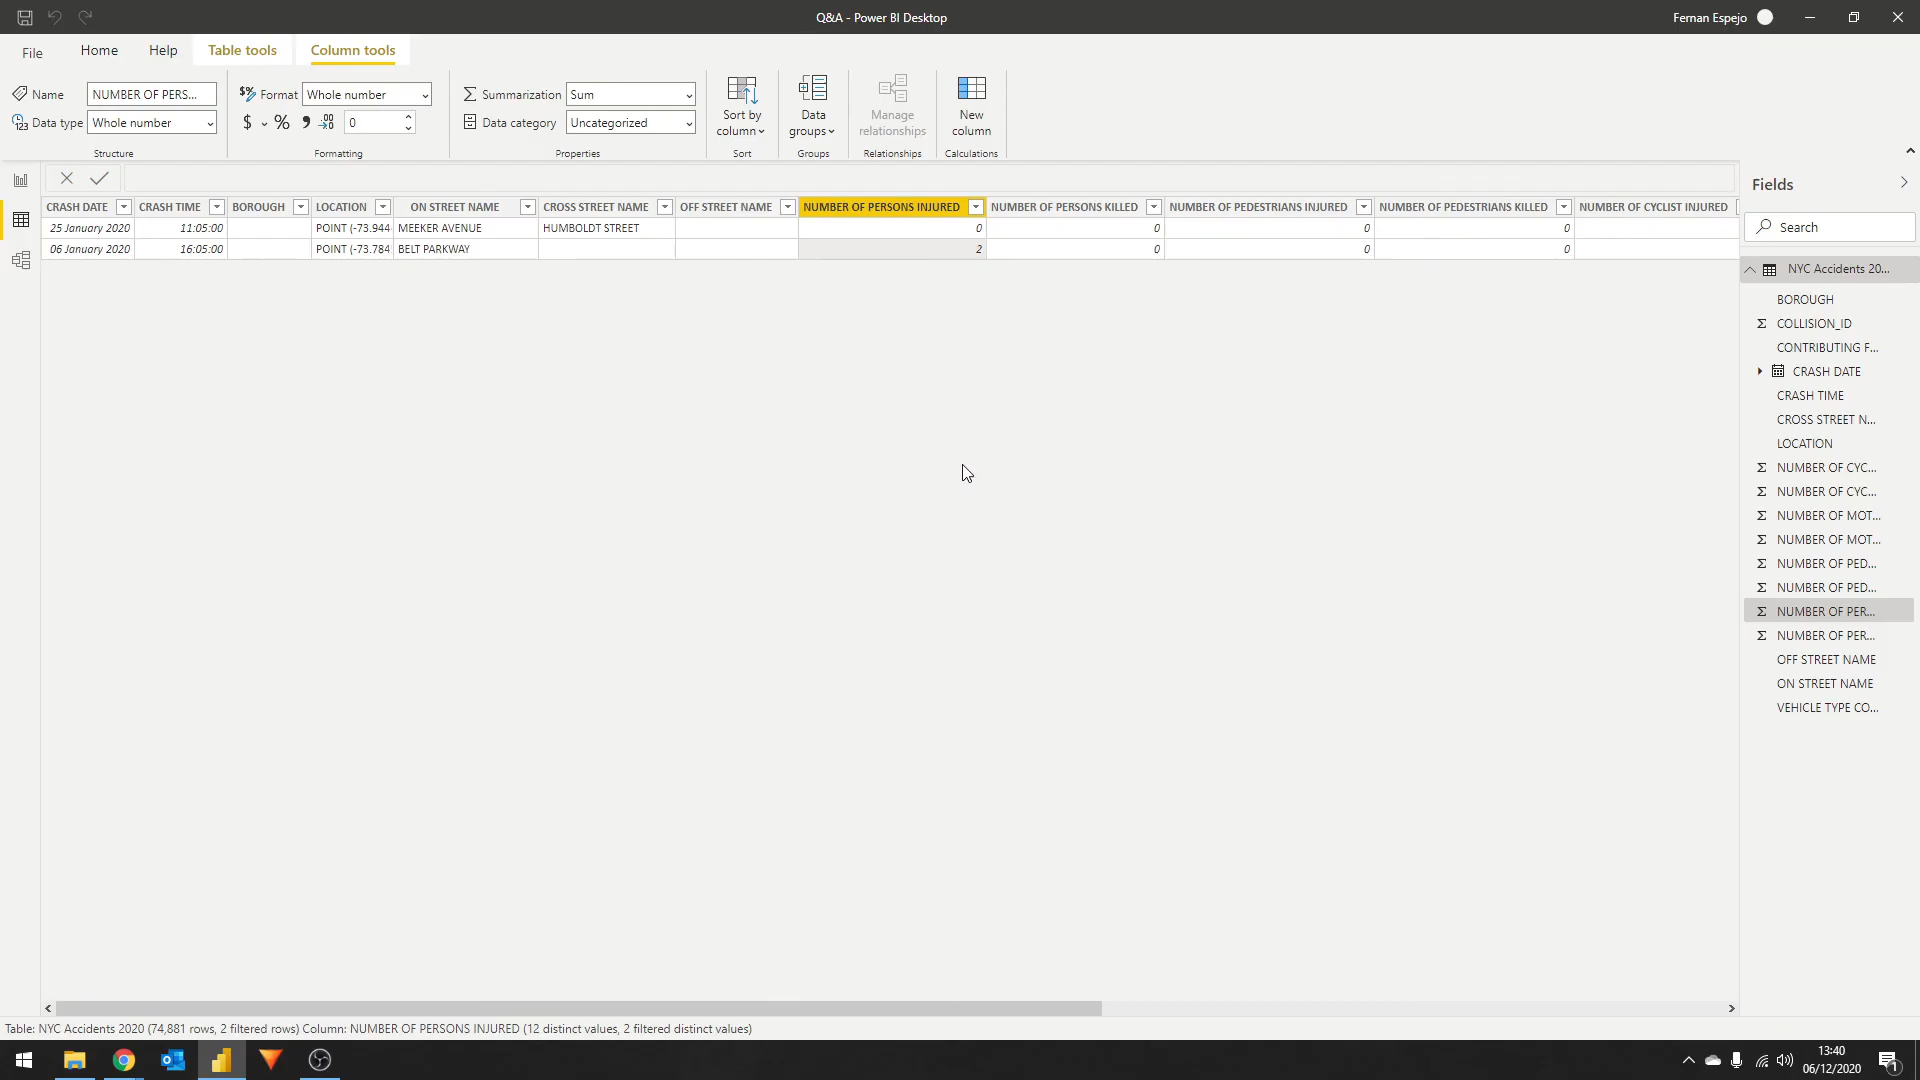 Q&A - Power BI Desktop
Fernan Espejo
File Home Help Table tools Column tools
Name NUMBER OF PERS... Format Whole number Summarization Sum
Data type Whole number $ % 0 Data category Uncategorized
Sort by column Data groups Manage relationships New column
Structure Formatting Properties Sort Groups Relationships Calculations
CRASH DATE CRASH TIME BOROUGH LOCATION ON STREET NAME CROSS STREET NAME OFF STREET NAME NUMBER OF PERSONS INJURED NUMBER OF PERSONS KILLED NUMBER OF PEDESTRIANS INJURED NUMBER OF PEDESTRIANS KILLED NUMBER OF CYCLIST INJURED
25 January 2020 11:05:00 POINT (-73.944 MEEKER AVENUE HUMBOLDT STREET 0 0 0 0
06 January 2020 16:05:00 POINT (-73.784 BELT PARKWAY 2 0 0 0
Fields
Search
NYC Accidents 20...
BOROUGH
COLLISION_ID
CONTRIBUTING F...
CRASH DATE
CRASH TIME
CROSS STREET N...
LOCATION
NUMBER OF CYC...
NUMBER OF CYC...
NUMBER OF MOT...
NUMBER OF MOT...
NUMBER OF PED...
NUMBER OF PED...
NUMBER OF PER...
NUMBER OF PER...
OFF STREET NAME
ON STREET NAME
VEHICLE TYPE CO...
Table: NYC Accidents 2020 (74,881 rows, 2 filtered rows) Column: NUMBER OF PERSONS INJURED (12 distinct values, 2 filtered distinct values)
13:40
06/12/2020
1